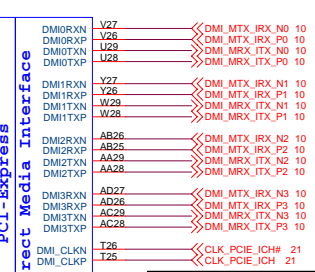 PCI-Express
rect Media Interface
DMI0RXN V27 DMI_MTX_IRX_N0 10
DMI0RXP V26 DMI_MTX_IRX_P0 10
DMI0TXN U29 DMI_MRX_ITX_N0 10
DMI0TXP U28 DMI_MRX_ITX_P0 10
DMI1RXN Y27 DMI_MTX_IRX_N1 10
DMI1RXP Y26 DMI_MTX_IRX_P1 10
DMI1TXN W29 DMI_MRX_ITX_N1 10
DMI1TXP W28 DMI_MRX_ITX_P1 10
DMI2RXN AB26 DMI_MTX_IRX_N2 10
DMI2RXP AB25 DMI_MTX_IRX_P2 10
DMI2TXN AA29 DMI_MRX_ITX_N2 10
DMI2TXP AA28 DMI_MRX_ITX_P2 10
DMI3RXN AD27 DMI_MTX_IRX_N3 10
DMI3RXP AD26 DMI_MTX_IRX_P3 10
DMI3TXN AC29 DMI_MRX_ITX_N3 10
DMI3TXP AC28 DMI_MRX_ITX_P3 10
DMI_CLKN T26 CLK_PCIE_ICH# 21
DMI_CLKP T25 CLK_PCIE_ICH 21